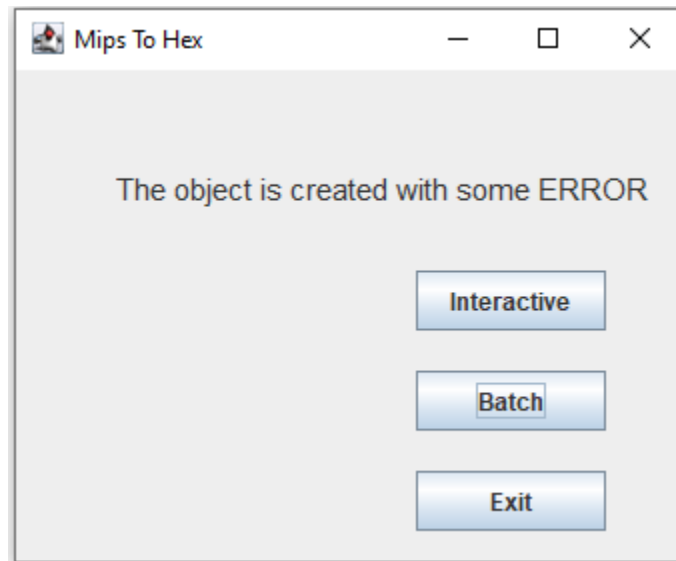 Mips To Hex
The object is created with some ERROR
Interactive
Batch
Exit